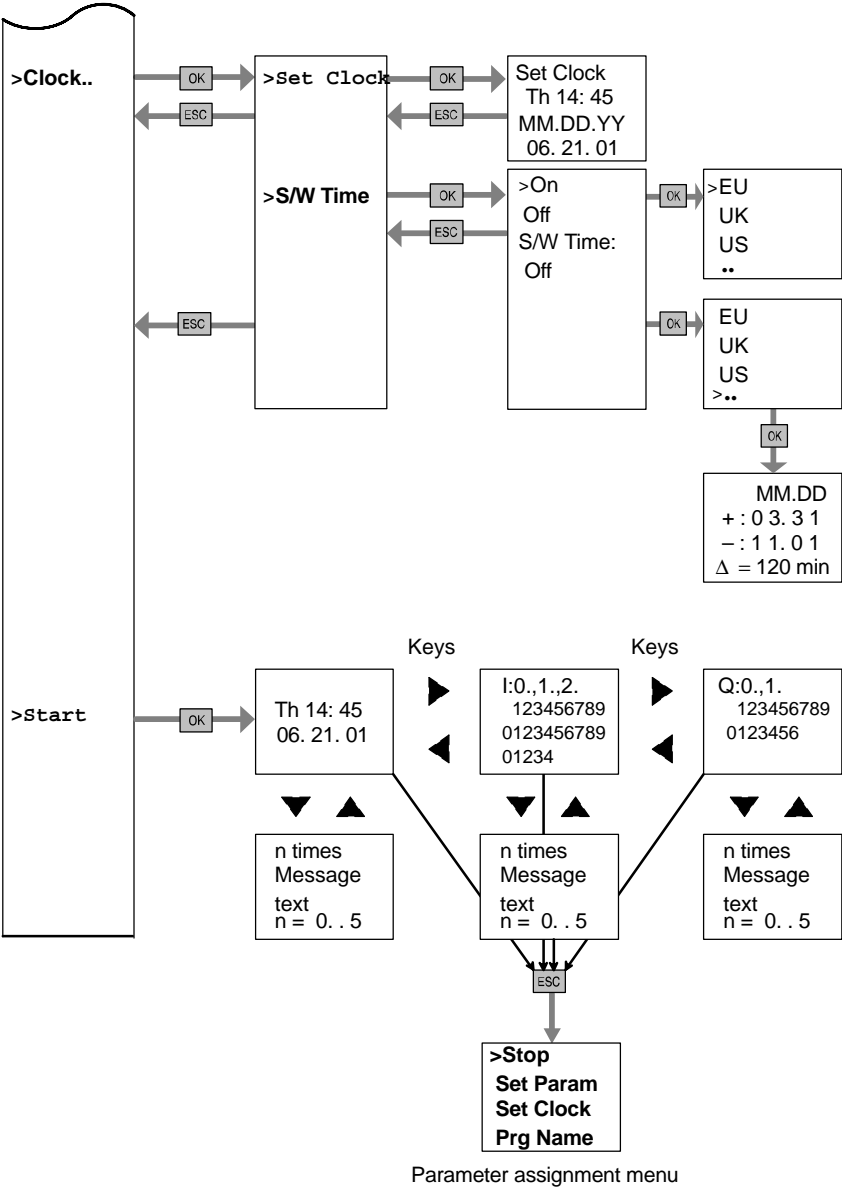 >Clock..
OK
ESC
>Set Clock
OK
ESC
Set Clock
Th 14: 45
MM.DD.YY
06. 21. 01
>S/W Time
OK
ESC
>On
Off
S/W Time:
Off
OK
>EU
UK
US
..
ESC
OK
EU
UK
US
>..
OK
MM.DD
+ : 0 3. 3 1
– : 1 1. 0 1
Δ = 120 min
Keys
Keys
>Start
OK
Th 14: 45
06. 21. 01
I:0.,1.,2.
123456789
0123456789
01234
Q:0.,1.
123456789
0123456
n times
Message
text
n = 0. . 5
n times
Message
text
n = 0. . 5
n times
Message
text
n = 0. . 5
ESC
>Stop
Set Param
Set Clock
Prg Name
Parameter assignment menu